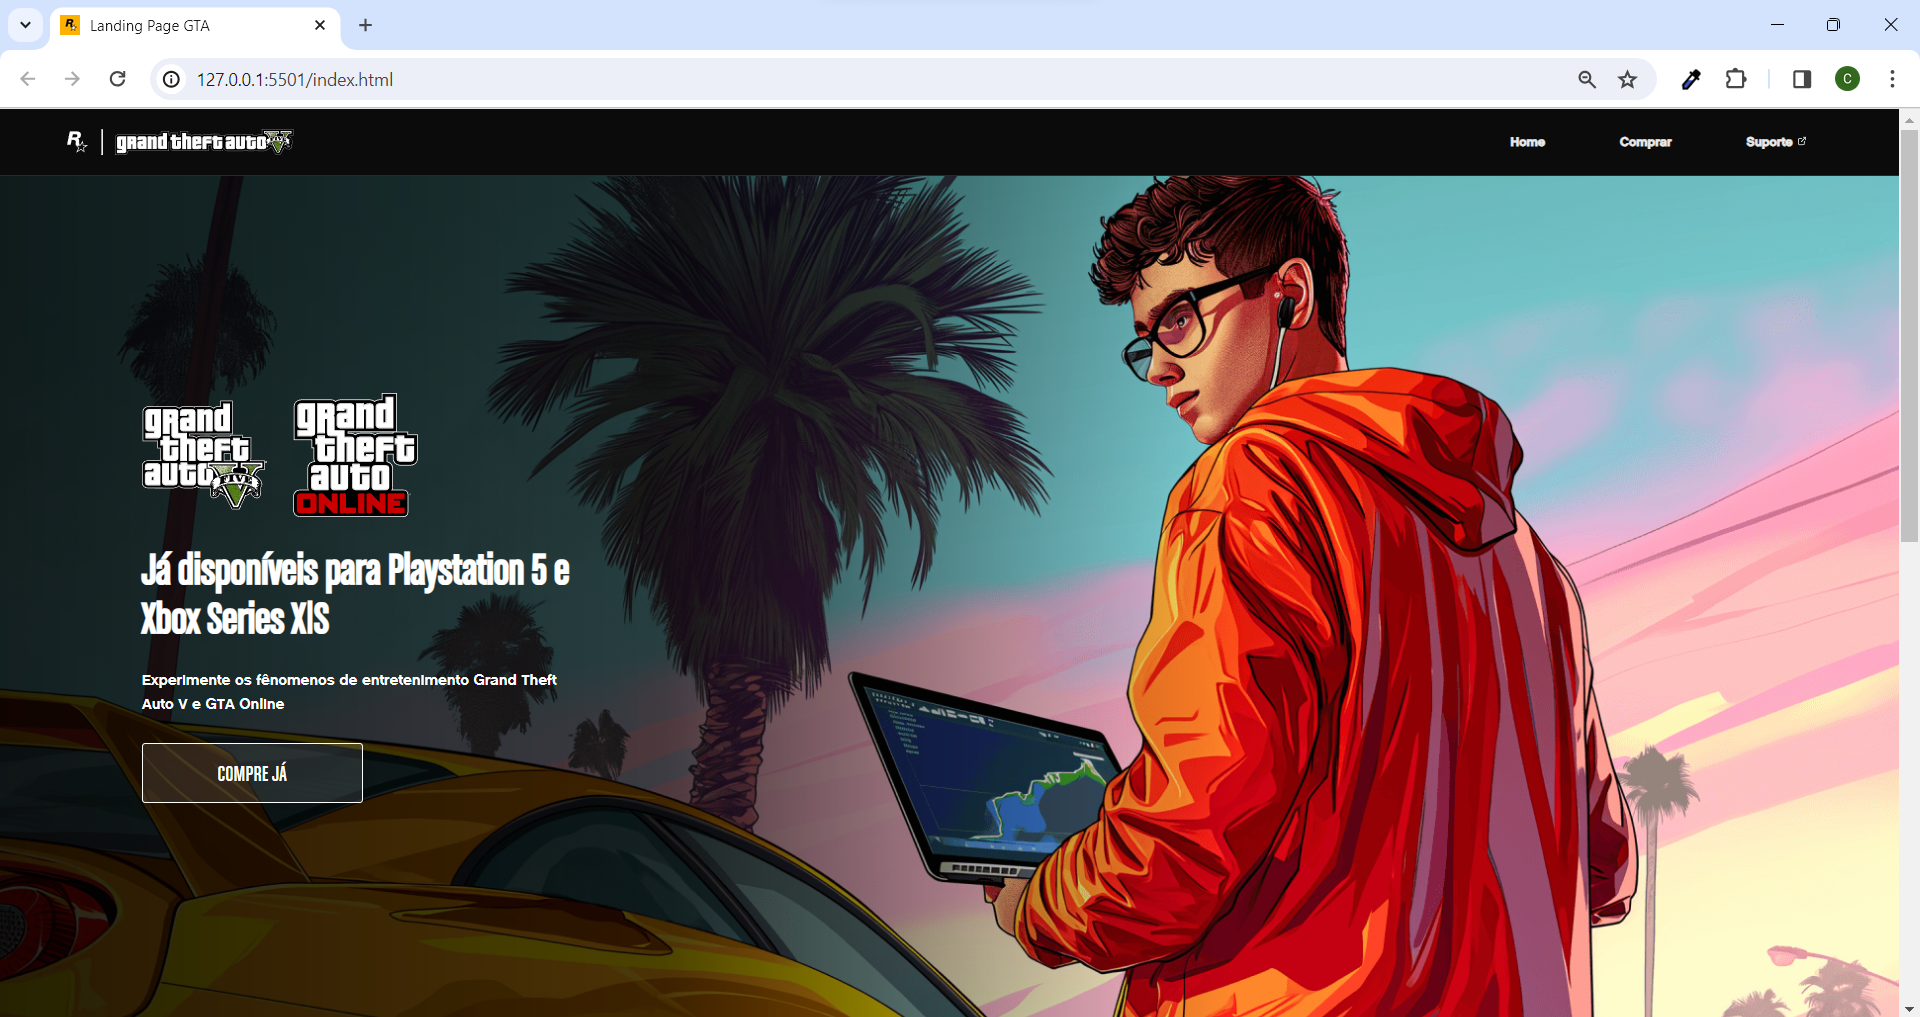 Landing Page GTA
127.0.0.1:5501/index.html
C
R
grand theft auto V
Home
Comprar
Suporte
grand
theft
auto
FIVE
grand
theft
auto
ONLINE
Já disponíveis para Playstation 5 e
Xbox Series X|S
Experimente os fênomenos de entretenimento Grand Theft
Auto V e GTA Online
COMPRE JÁ